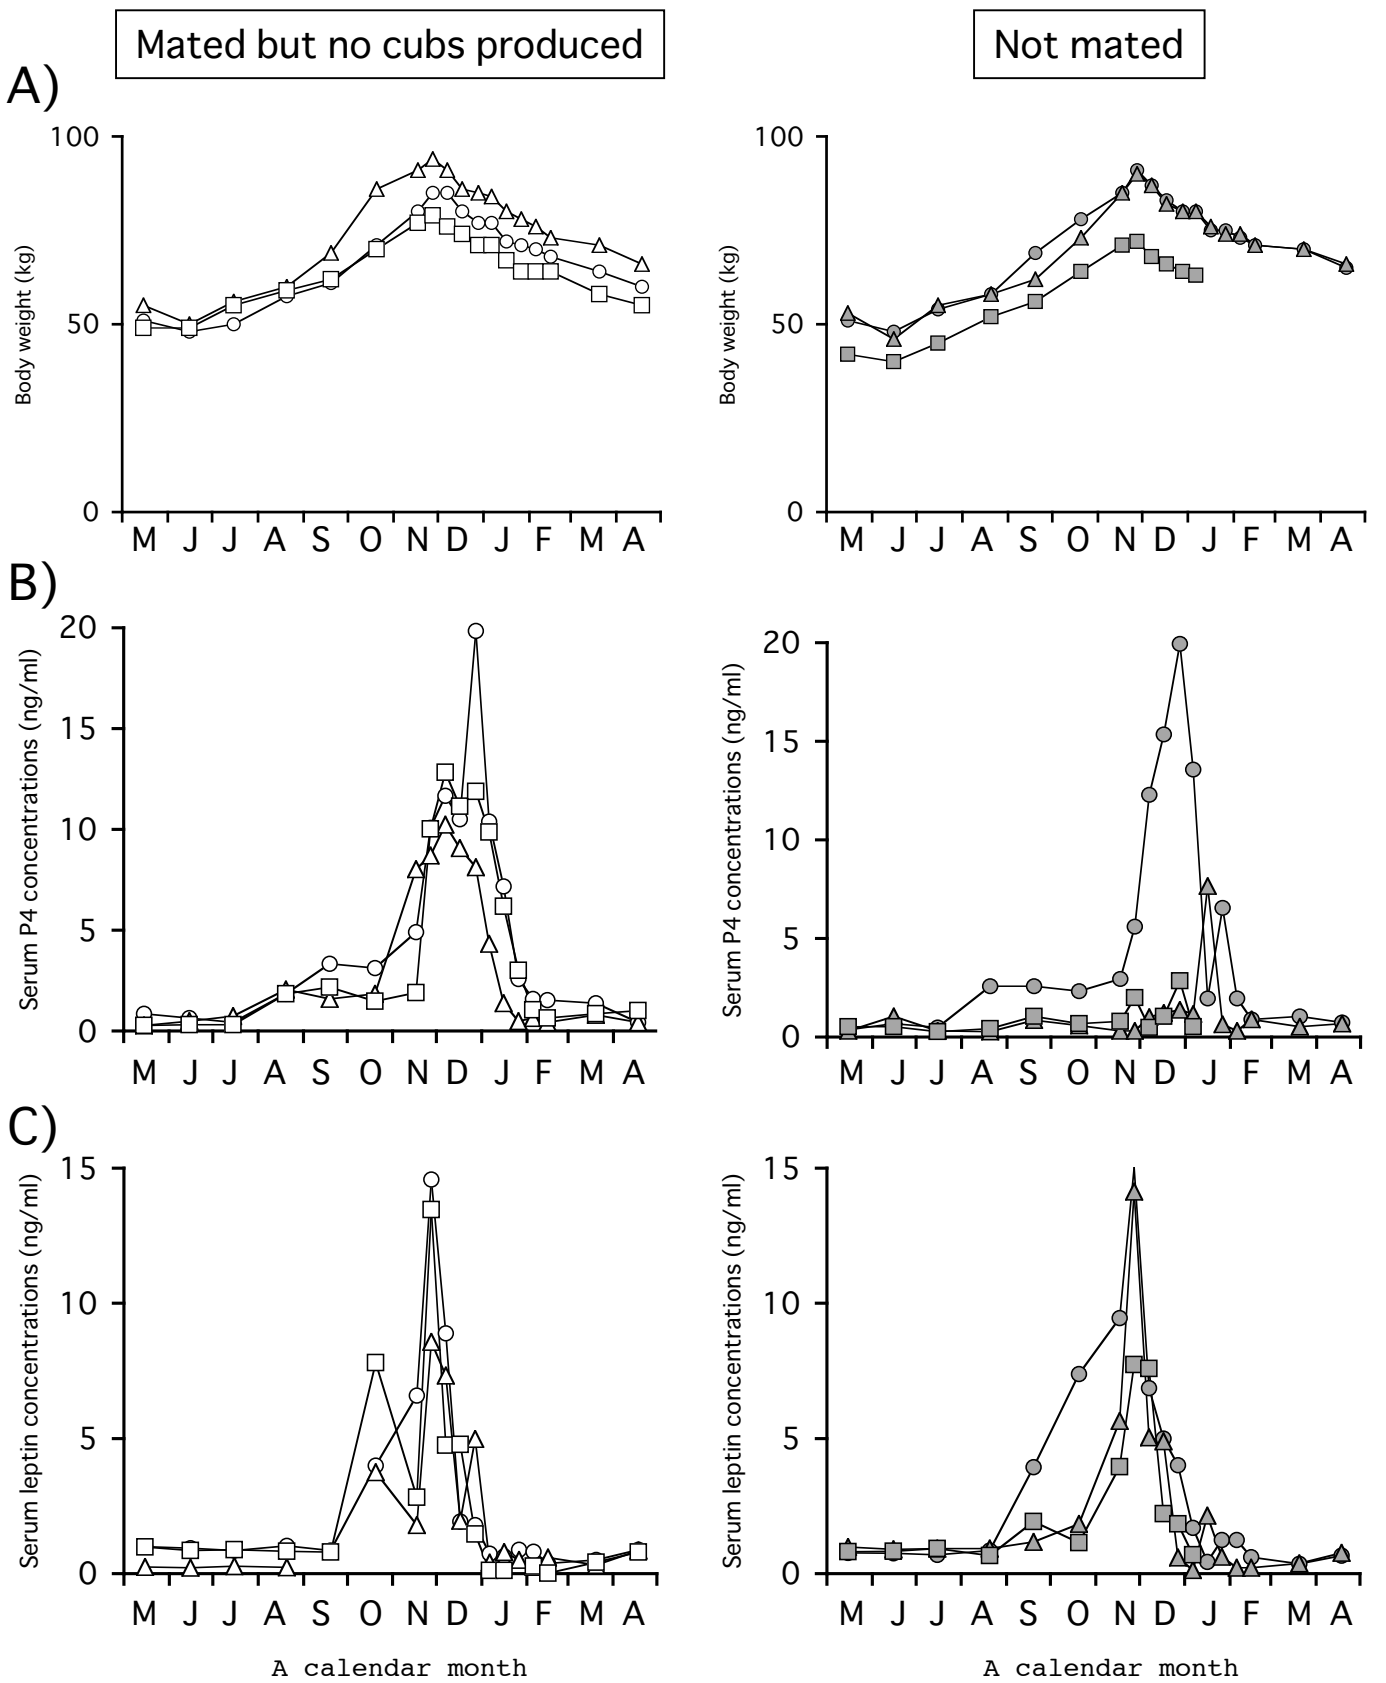 Mated but no cubs produced
Not mated
A)
100
50
0
Body weight (kg)
M J J A S O N D J F M A
100
50
0
Body weight (kg)
M J J A S O N D J F M A
B)
20
15
10
5
0
Serum P4 concentrations (ng/ml)
M J J A S O N D J F M A
20
15
10
5
0
Serum P4 concentrations (ng/ml)
M J J A S O N D J F M A
C)
15
10
5
0
Serum leptin concentrations (ng/ml)
M J J A S O N D J F M A
A calendar month
15
10
5
0
Serum leptin concentrations (ng/ml)
M J J A S O N D J F M A
A calendar month